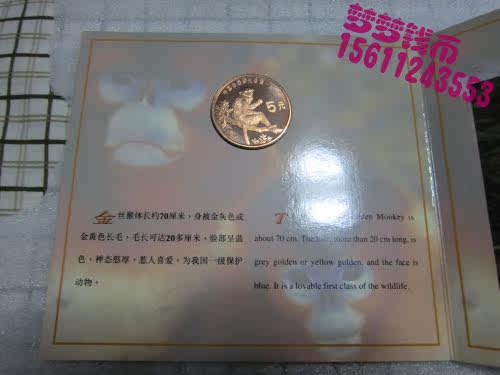 梦梦钱币
15611243553
5元
金丝猴体长约70厘米，身被金灰色或
金黄色长毛，毛长可达20多厘米，脸部呈蓝
色，神态憨厚，惹人喜爱。为我国一级保护
动物。
T Monkey is
about 70 cm. The hair, more than 20 cm long, is
grey golden or yellow golden, and the face is
blue. It is a lovable first class of the wildlife.